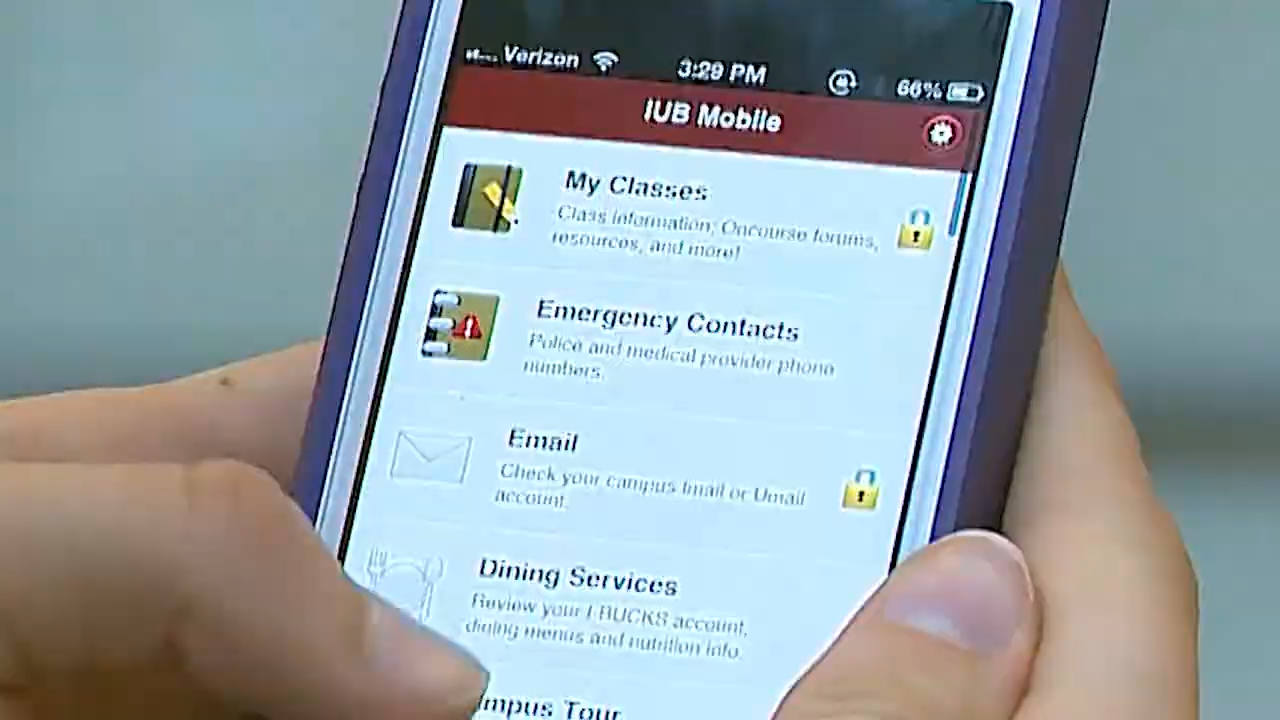 Verizon 3:29 PM 66%
IUB Mobile
My Classes
Class information, Oncourse forums,
resources, and more!
Emergency Contacts
Police and medical provider phone
numbers.
Email
Check your campus Imail or Umail
account.
Dining Services
Review your I-BUCKS account,
dining menus and nutrition info.
mpus Tour